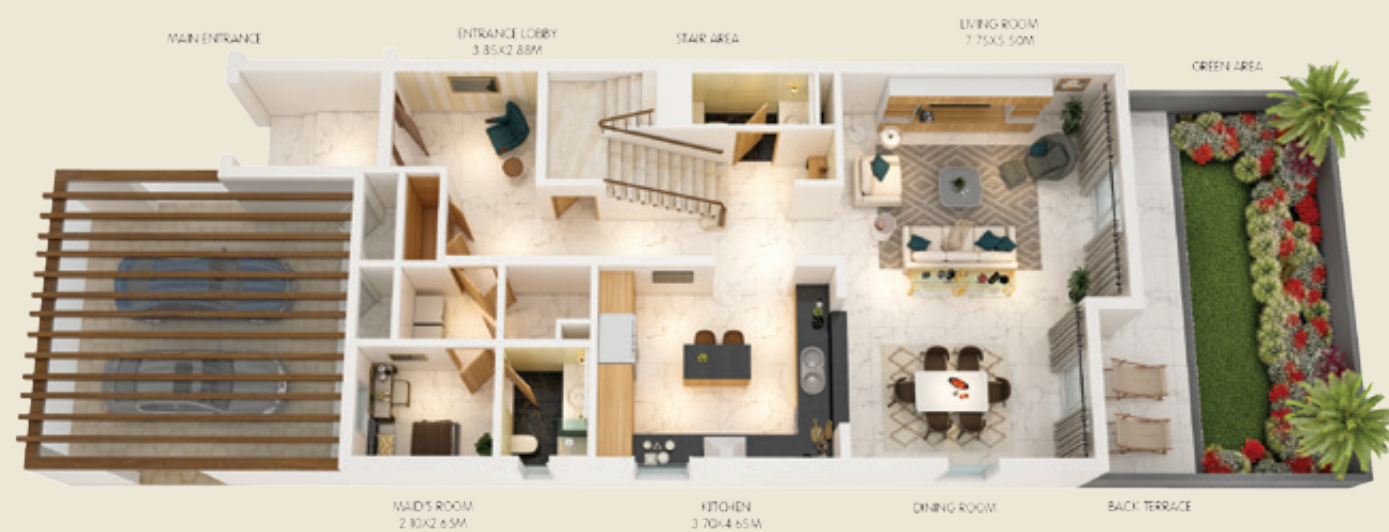 MAIN ENTRANCE
ENTRANCE LOBBY
3.85X2.88M
STAIR AREA
LIVING ROOM
7.75X5.50M
GREEN AREA
MAID'S ROOM
2.10X2.65M
KITCHEN
3.70X4.65M
DINING ROOM
BACK TERRACE